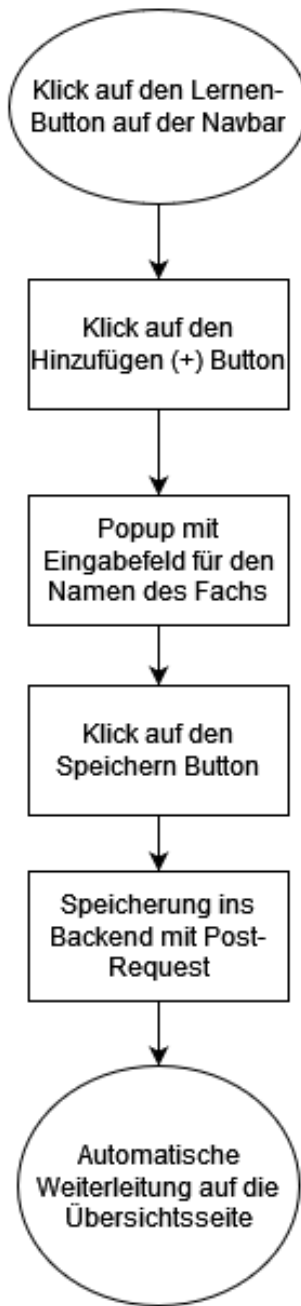 Klick auf den Lernen-
Button auf der Navbar
Klick auf den
Hinzufügen (+) Button
Popup mit
Eingabefeld für den
Namen des Fachs
Klick auf den
Speichern Button
Speicherung ins
Backend mit Post-
Request
Automatische
Weiterleitung auf die
Übersichtsseite